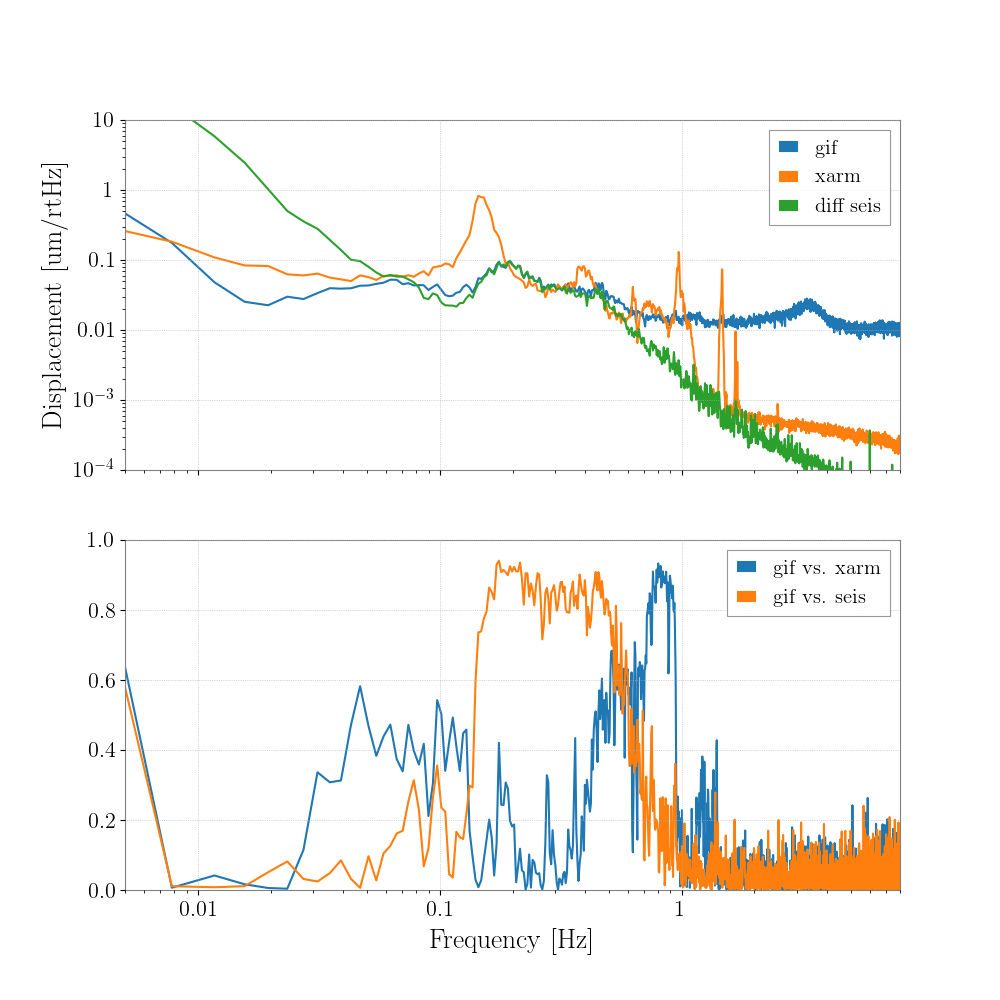 10
1
0.1
0.01
10⁻³
10⁻⁴
Displacement [um/rtHz]
gif
xarm
diff seis
1.0
0.8
0.6
0.4
0.2
0.0
gif vs. xarm
gif vs. seis
0.01
0.1
1
Frequency [Hz]